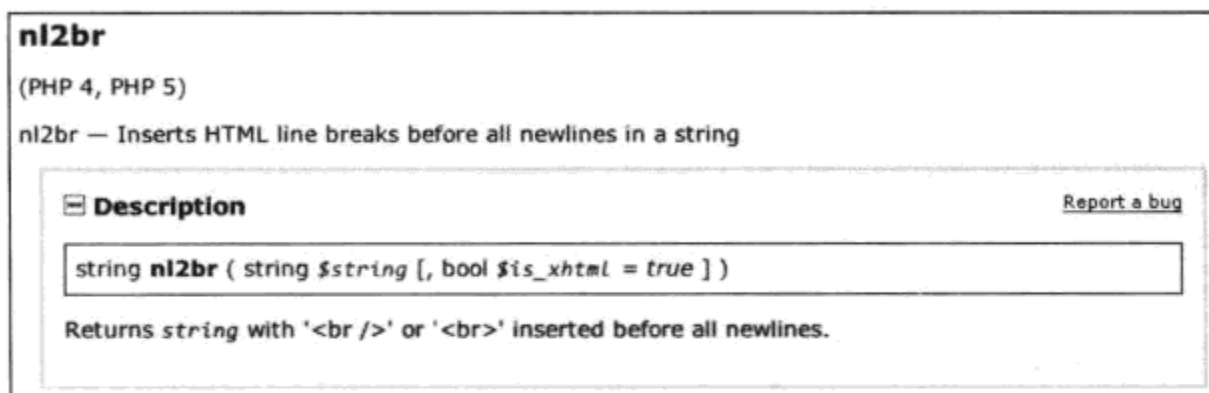 nl2br
(PHP 4, PHP 5)
nl2br — Inserts HTML line breaks before all newlines in a string
Description
Report a bug
string nl2br ( string $string [, bool $is_xhtml = true ] )
Returns string with '<br />' or '<br>' inserted before all newlines.